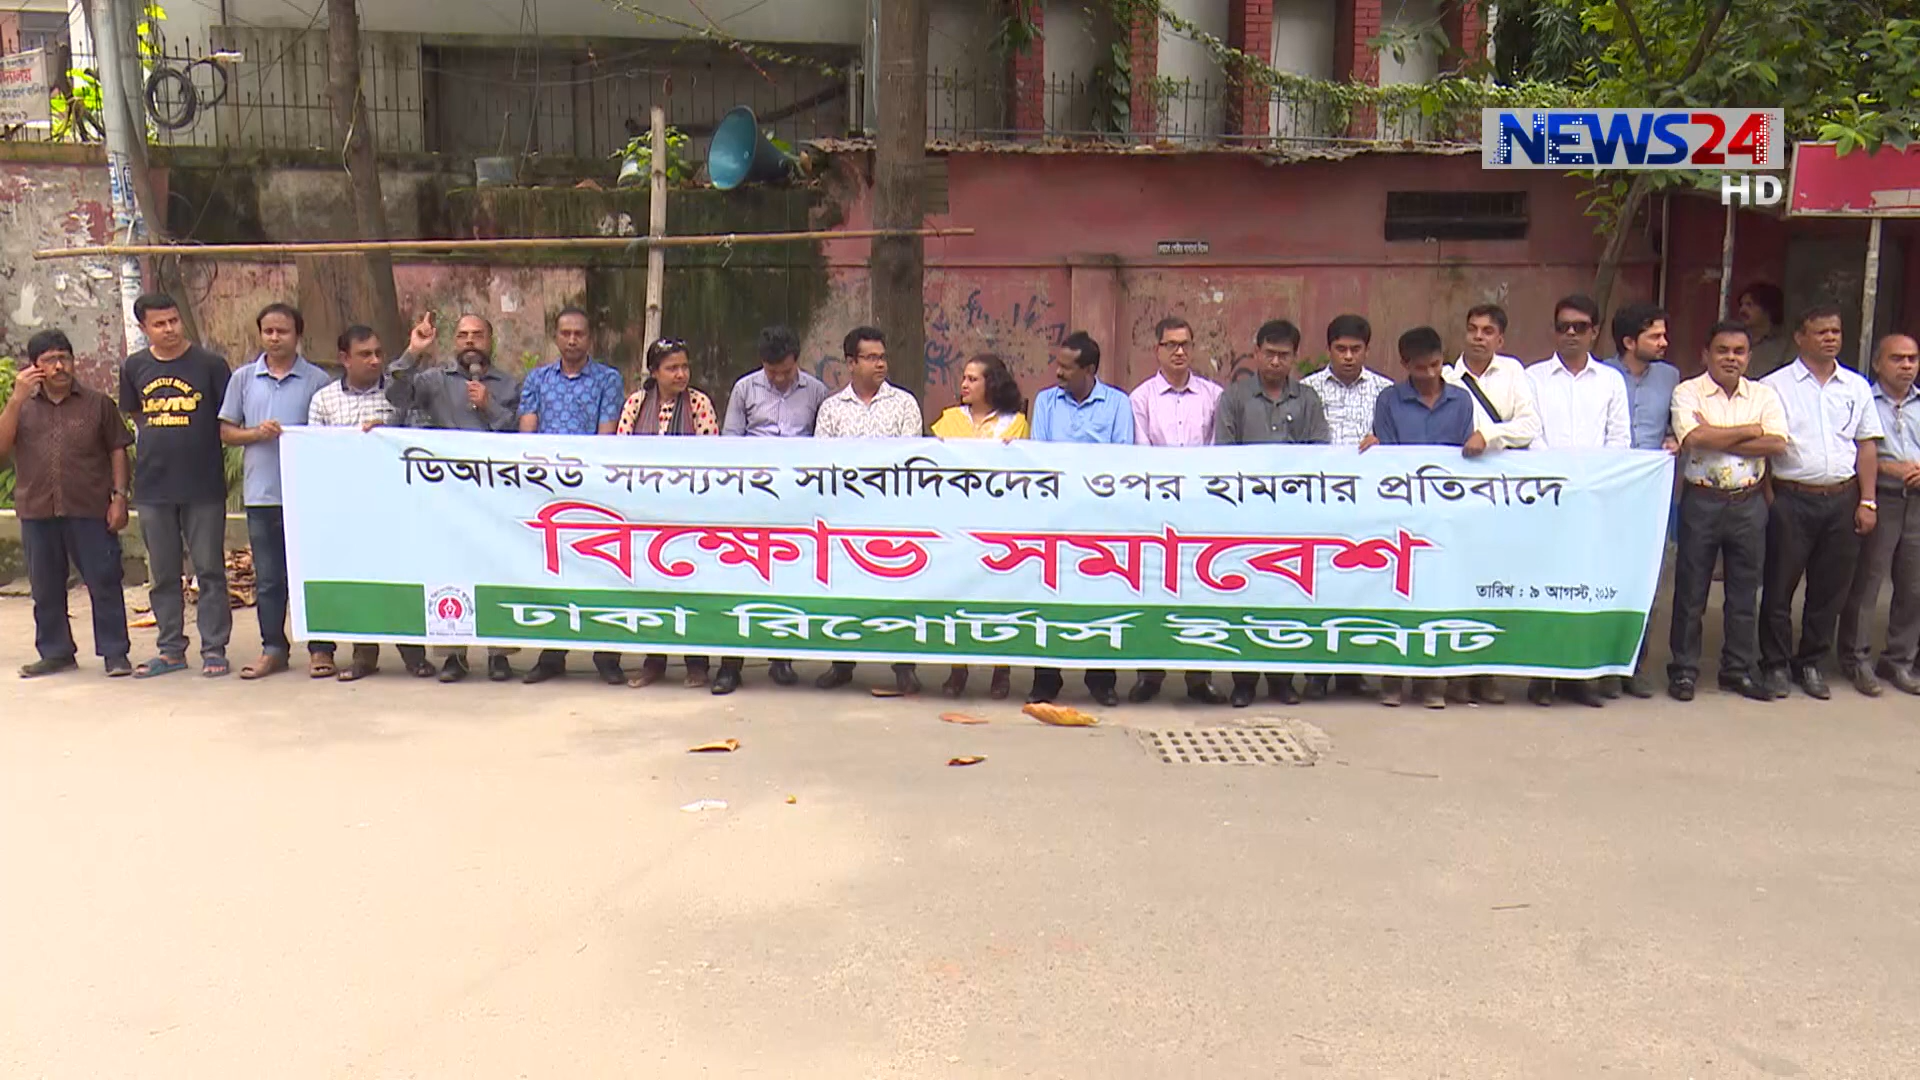 NEWS24
HD
ডিআরইউ সদস্যসহ সাংবাদিকদের ওপর হামলার প্রতিবাদে
বিক্ষোভ সমাবেশ
তারিখ : ৯ আগস্ট, ২০১৮
ঢাকা রিপোর্টার্স ইউনিটি